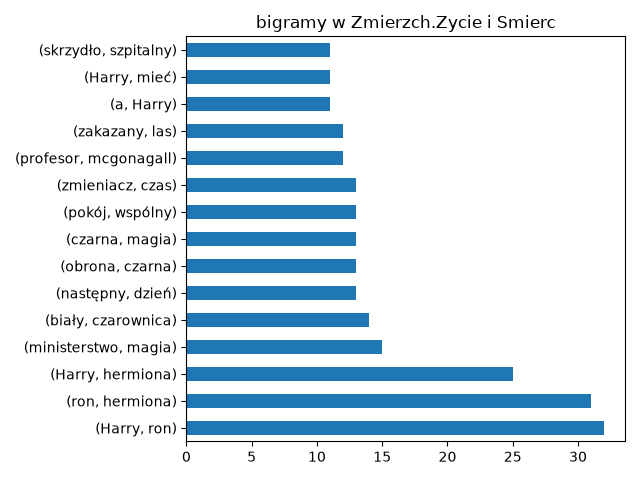 bigramy w Zmierzch.Zycie i Smierc
(skrzydło, szpitalny)
(Harry, mieć)
(a, Harry)
(zakazany, las)
(profesor, mcgonagall)
(zmieniacz, czas)
(pokój, wspólny)
(czarna, magia)
(obrona, czarna)
(następny, dzień)
(biały, czarownica)
(ministerstwo, magia)
(Harry, hermiona)
(ron, hermiona)
(Harry, ron)
0 5 10 15 20 25 30